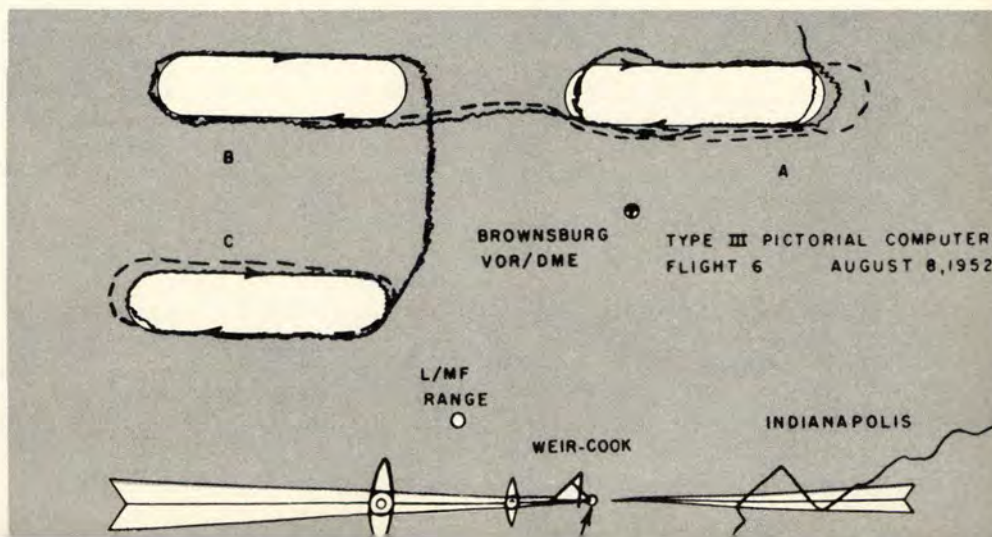 B
A
C
BROWNSBURG
VOR/DME
TYPE III PICTORIAL COMPUTER
FLIGHT 6 AUGUST 8, 1952
L/MF
RANGE
WEIR-COOK
INDIANAPOLIS